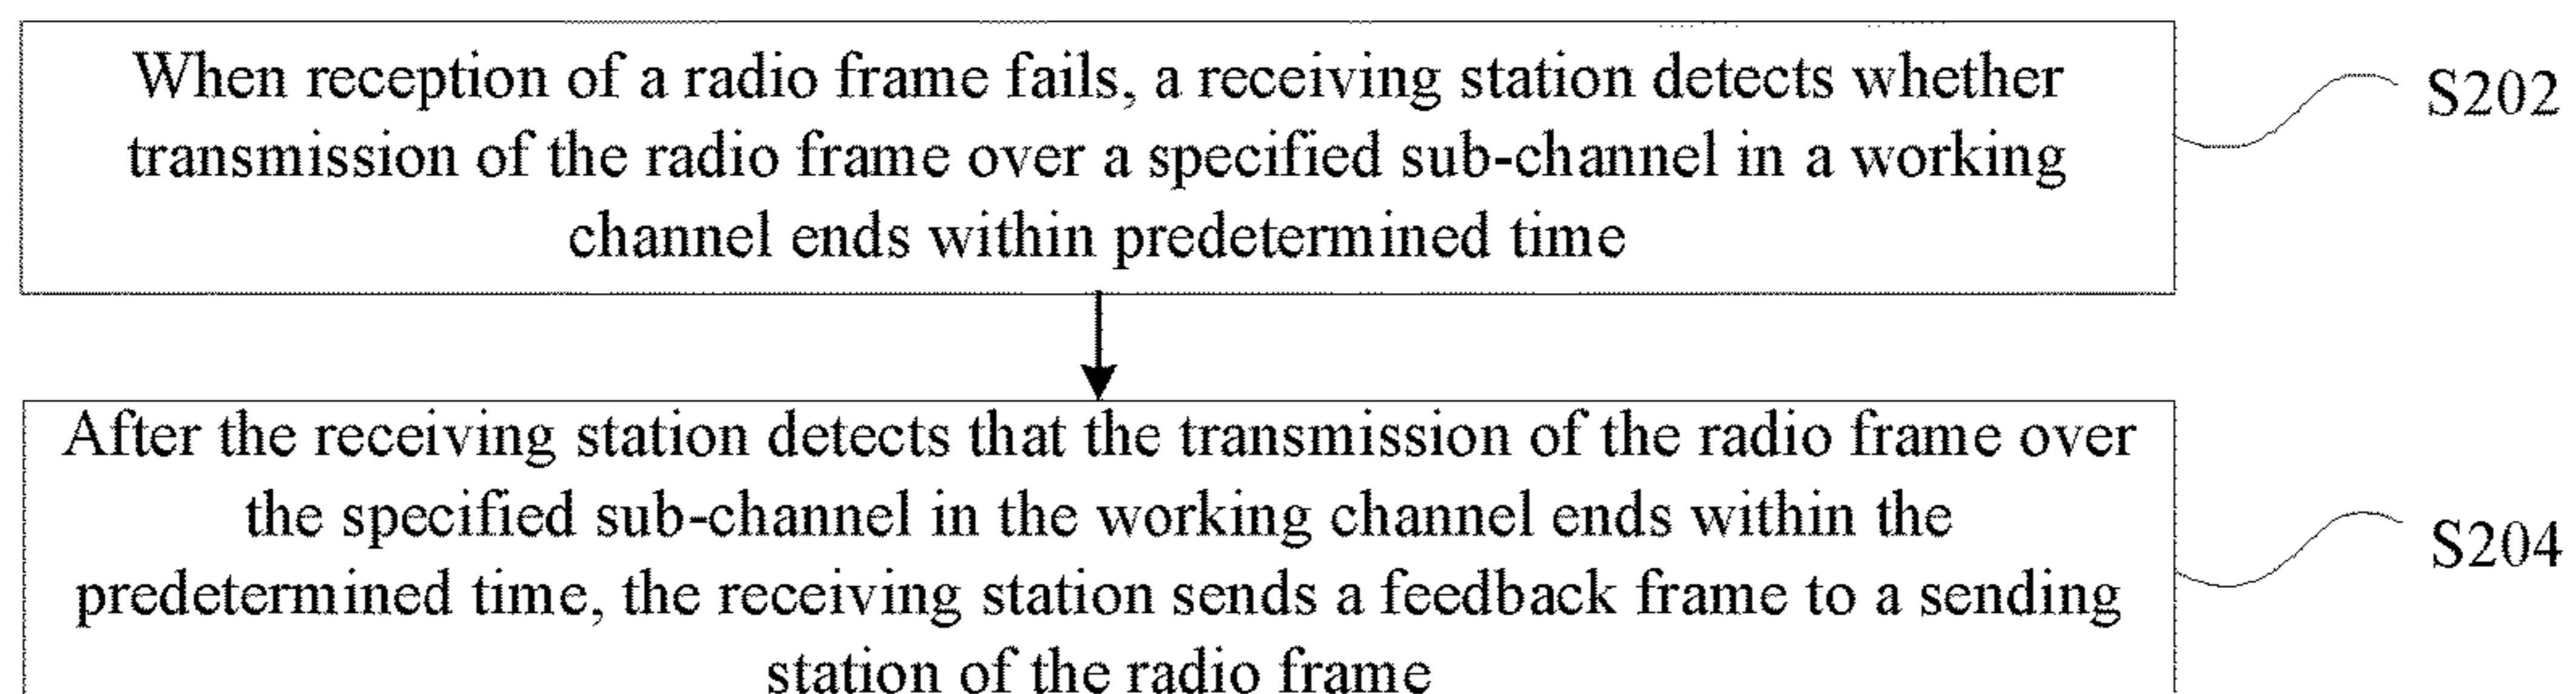 When reception of a radio frame fails, a receiving station detects whether
transmission of the radio frame over a specified sub-channel in a working
channel ends within predetermined time
S202
After the receiving station detects that the transmission of the radio frame over
the specified sub-channel in the working channel ends within the
predetermined time, the receiving station sends a feedback frame to a sending
station of the radio frame
S204